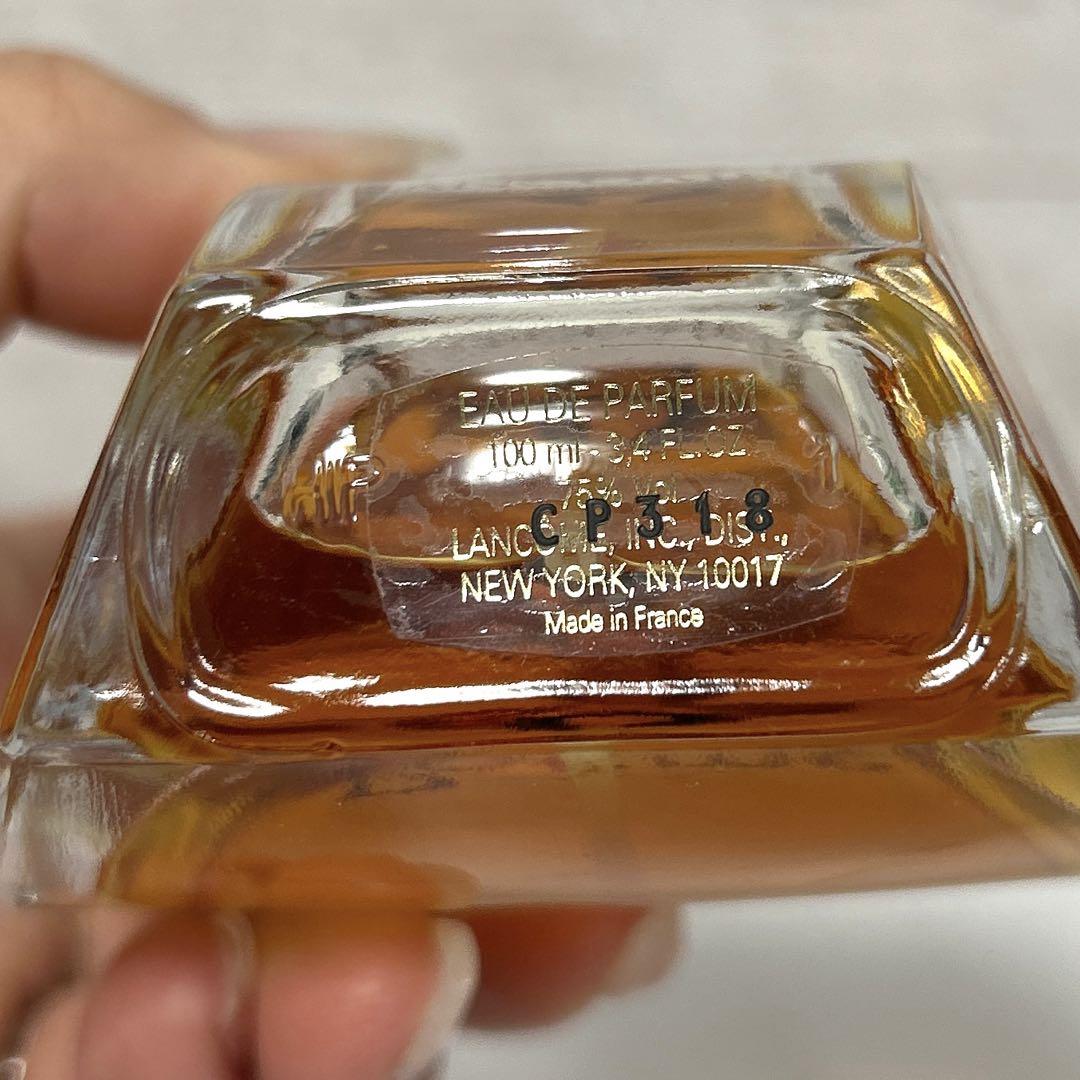 EAU DE PARFUM
100 ml - 3,4 FL.OZ
75% Vol
CP318
LANCOME, INC., DIST.,
NEW YORK, NY 10017
Made in France